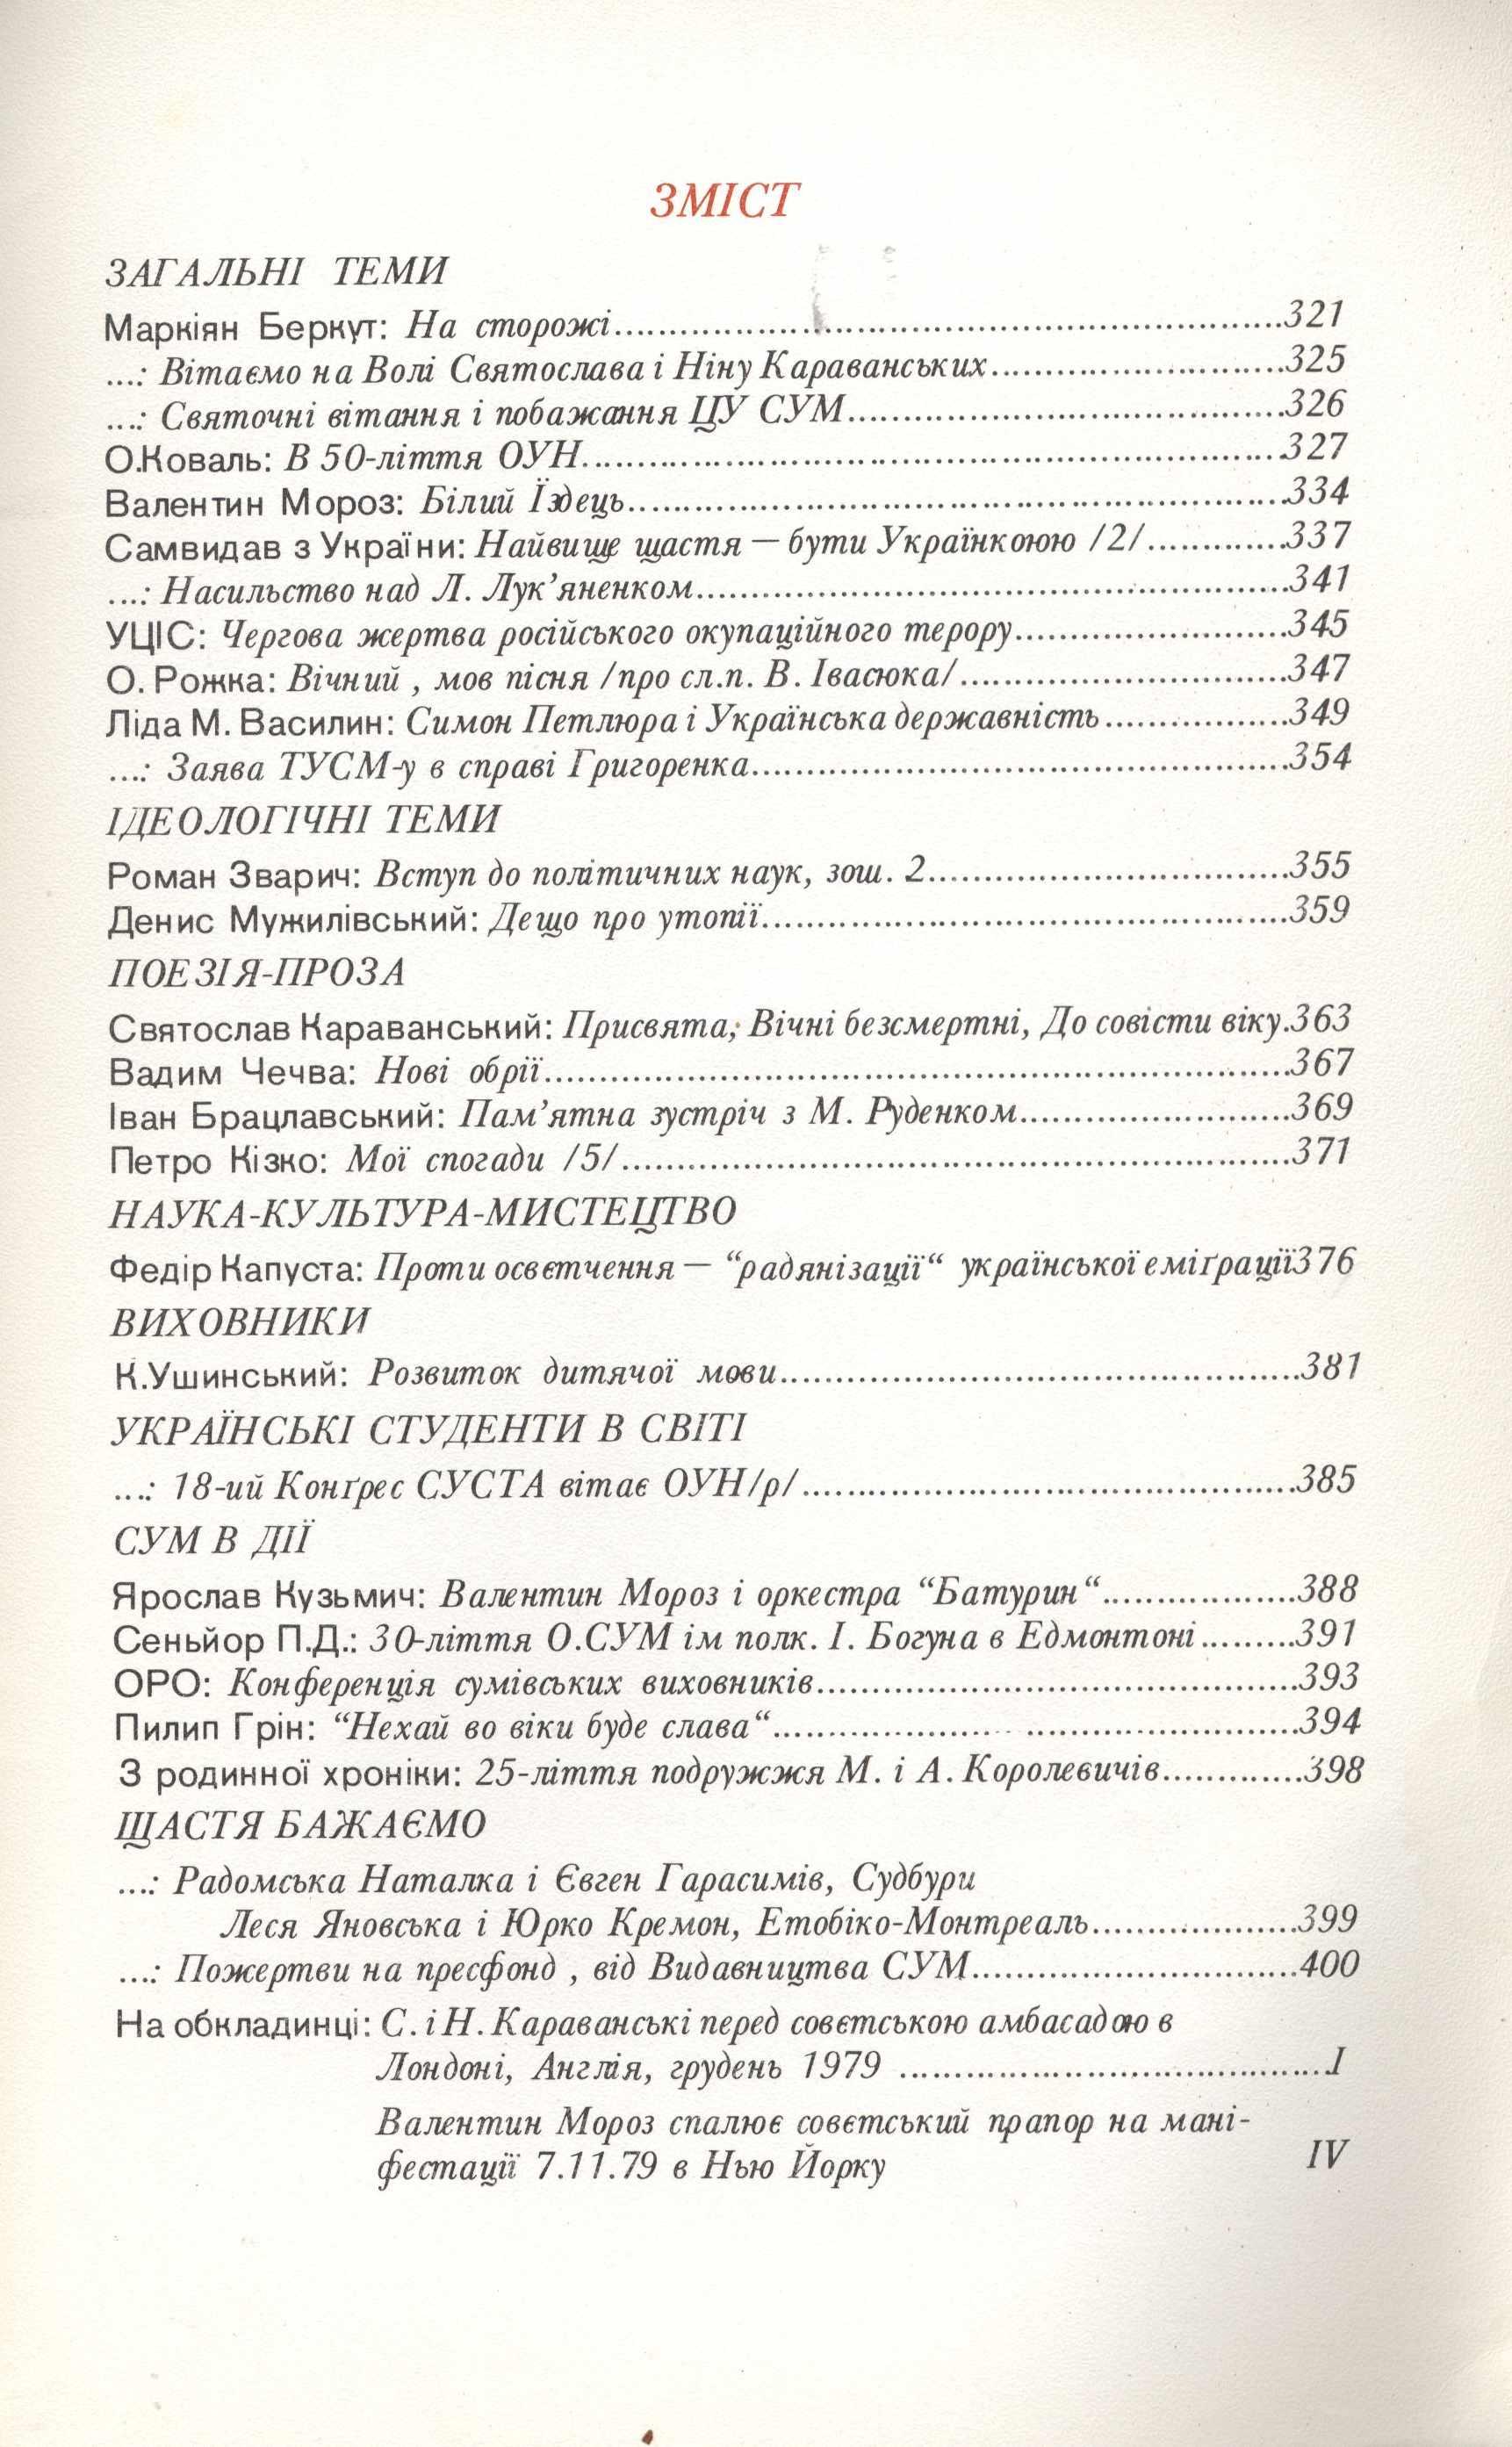 ЗМІСТ
ЗАГАЛЬНІ ТЕМИ
Маркіян Беркут: На сторожі....................321
...: Вітаємо на Волі Святослава і Ніну Караванських....................325
...: Святочні вітання і побажання ЦУ СУМ....................326
О.Коваль: В 50-ліття ОУН....................327
Валентин Мороз: Білий Їздець....................334
Самвидав з України: Найвище щастя — бути Українкоюю /2/....................337
...: Насильство над Л. Лук’яненком....................341
УЦІС: Чергова жертва російського окупаційного терору....................345
О. Рожка: Вічний , мов пісня /про сл.п. В. Івасюка/....................347
Ліда М. Василин: Симон Петлюра і Українська державність....................349
...: Заява ТУСМ-у в справі Григоренка....................354
ІДЕОЛОГІЧНІ ТЕМИ
Роман Зварич: Вступ до політичних наук, зош. 2....................355
Денис Мужилівський: Дещо про утопії....................359
ПОЕЗІЯ-ПРОЗА
Святослав Караванський: Присвята; Вічні безсмертні, До совісти віку.363
Вадим Чечва: Нові обрії....................367
Іван Брацлавський: Пам’ятна зустріч з М. Руденком....................369
Петро Кізко: Мої спогади /5/....................371
НАУКА-КУЛЬТУРА-МИСТЕЦТВО
Федір Капуста: Проти осветчення — “радянізації“ української еміґрації376
ВИХОВНИКИ
К.Ушинський: Розвиток дитячої мови....................381
УКРАЇНСЬКІ СТУДЕНТИ В СВІТІ
...: 18-ий Конґрес СУСТА вітає ОУН/р/....................385
СУМ В ДІЇ
Ярослав Кузьмич: Валентин Мороз і оркестра “Батурин“....................388
Сеньйор П.Д.: 30-ліття О.СУМ ім полк. І. Богуна в Едмонтоні.........391
ОРО: Конференція сумівських виховників....................393
Пилип Грін: “Нехай во віки буде слава“....................394
З родинної хроніки: 25-ліття подружжя М. і А. Королевичів.............398
ЩАСТЯ БАЖАЄМО
...: Радомська Наталка і Євген Гарасимів, Судбури
Леся Яновська і Юрко Кремон, Етобіко-Монтреаль....................399
...: Пожертви на пресфонд , від Видавництва СУМ....................400
На обкладинці: С. і Н. Караванські перед совєтською амбасадою в
Лондоні, Англія, грудень 1979 ....................I
Валентин Мороз спалює совєтський прапор на мані-
фестації 7.11.79 в Нью Йорку IV